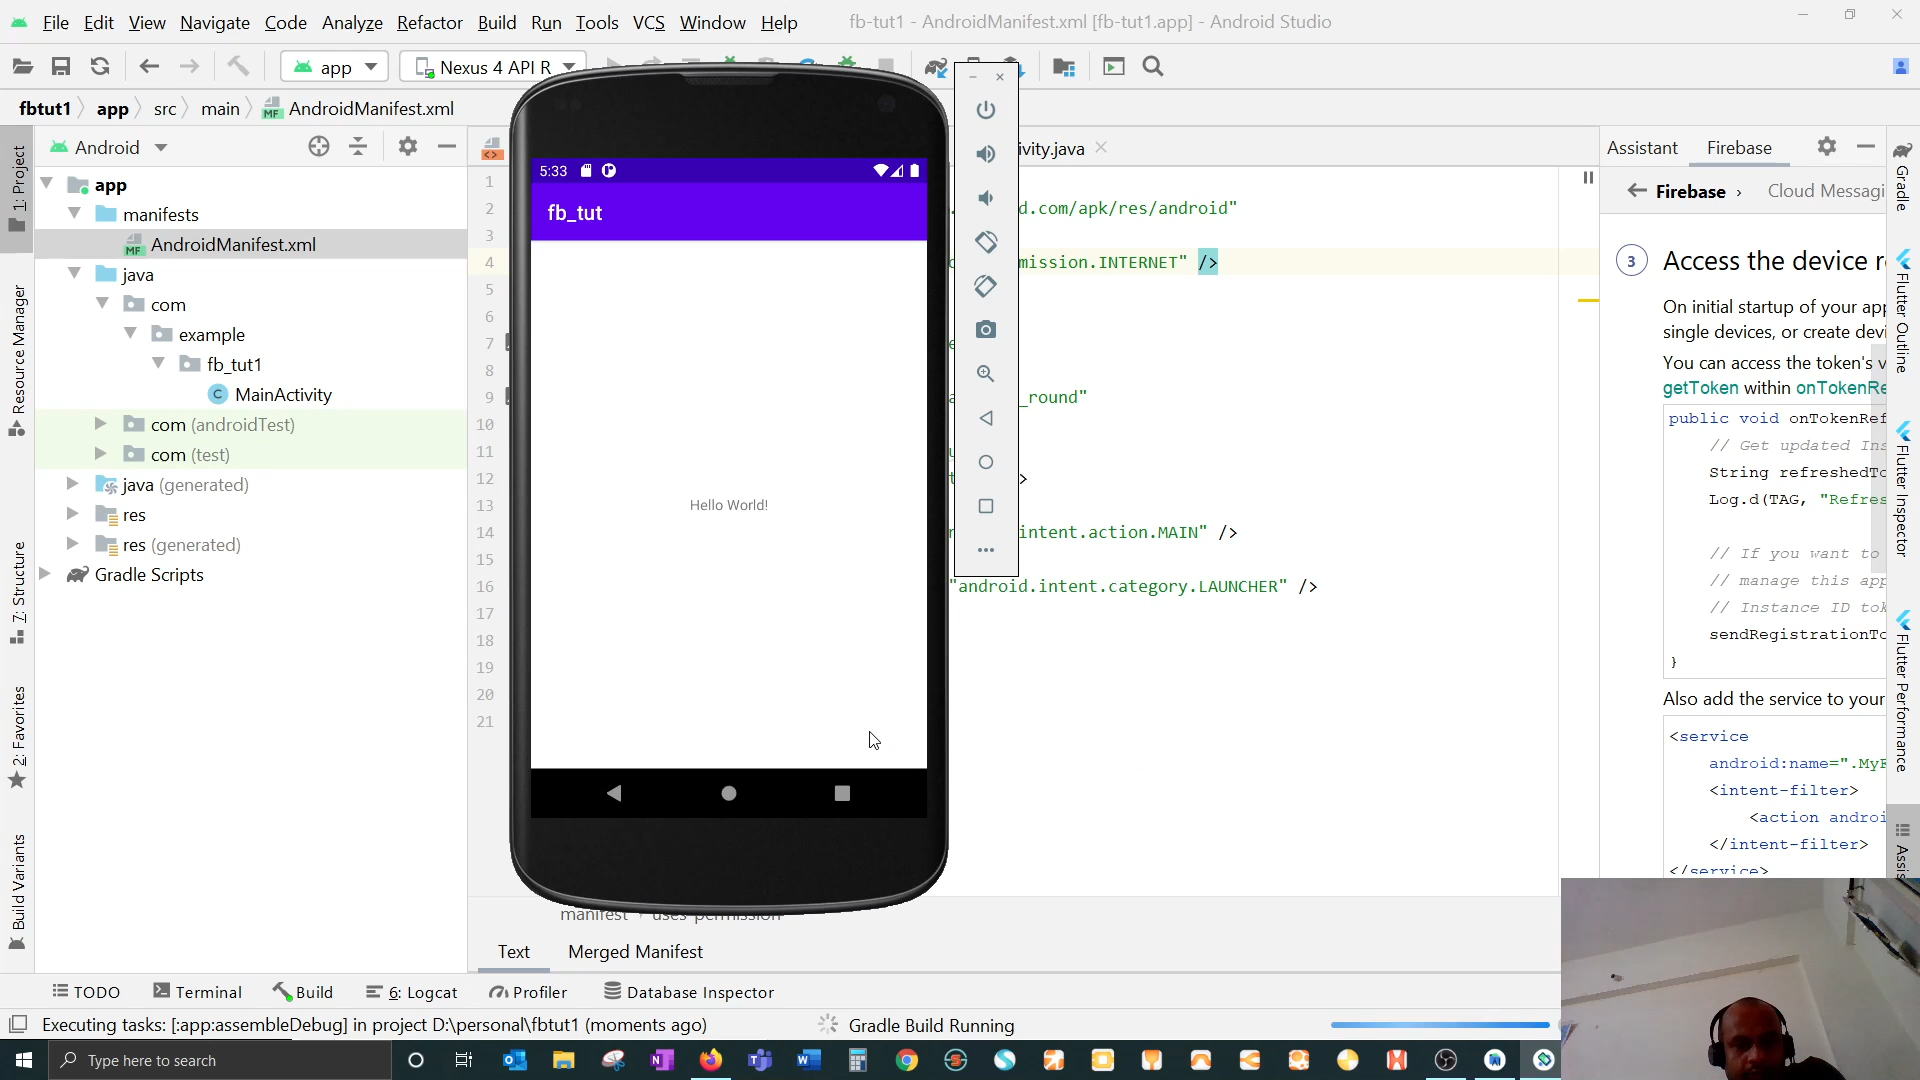 File Edit View Navigate Code Analyze Refactor Build Run Tools VCS Window Help
fb-tut1 - AndroidManifest.xml [fb-tut1.app] - Android Studio
app
Nexus 4 API R
fbtut1 app src main AndroidManifest.xml
1: Project
Resource Manager
7: Structure
2: Favorites
Build Variants
Android
app
manifests
AndroidManifest.xml
java
com
example
fb_tut1
MainActivity
com (androidTest)
com (test)
java (generated)
res
res (generated)
Gradle Scripts
5:33
fb_tut
Hello World!
ivity.java
1
2 d.com/apk/res/android"
3
4 mission.INTERNET" />
5
6
7
8
9 _round"
10
11
12 >
13
14 intent.action.MAIN" />
15
16 "android.intent.category.LAUNCHER" />
17
18
19
20
21
manifest uses-permission
Text Merged Manifest
Assistant Firebase
Firebase › Cloud Messagi
3 Access the device r
On initial startup of your app
single devices, or create devi
You can access the token's v
getToken within onTokenRe
public void onTokenRef
// Get updated Ins
String refreshedTo
Log.d(TAG, "Refres
// If you want to
// manage this app
// Instance ID tok
sendRegistrationTo
}
Also add the service to your
<service
android:name=".MyF
<intent-filter>
<action androi
</intent-filter>
</service>
Gradle
Flutter Outline
Flutter Inspector
Flutter Performance
Assis
TODO Terminal Build 6: Logcat Profiler Database Inspector
Executing tasks: [:app:assembleDebug] in project D:\personal\fbtut1 (moments ago)
Gradle Build Running
Type here to search